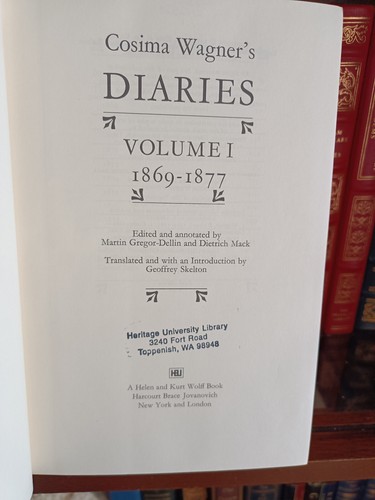 Cosima Wagner's
DIARIES
VOLUME I
1869-1877
Edited and annotated by
Martin Gregor-Dellin and Dietrich Mack
Translated and with an Introduction by
Geoffrey Skelton
Heritage University Library
3240 Fort Road
Toppenish, WA 98948
HBJ
A Helen and Kurt Wolff Book
Harcourt Brace Jovanovich
New York and London